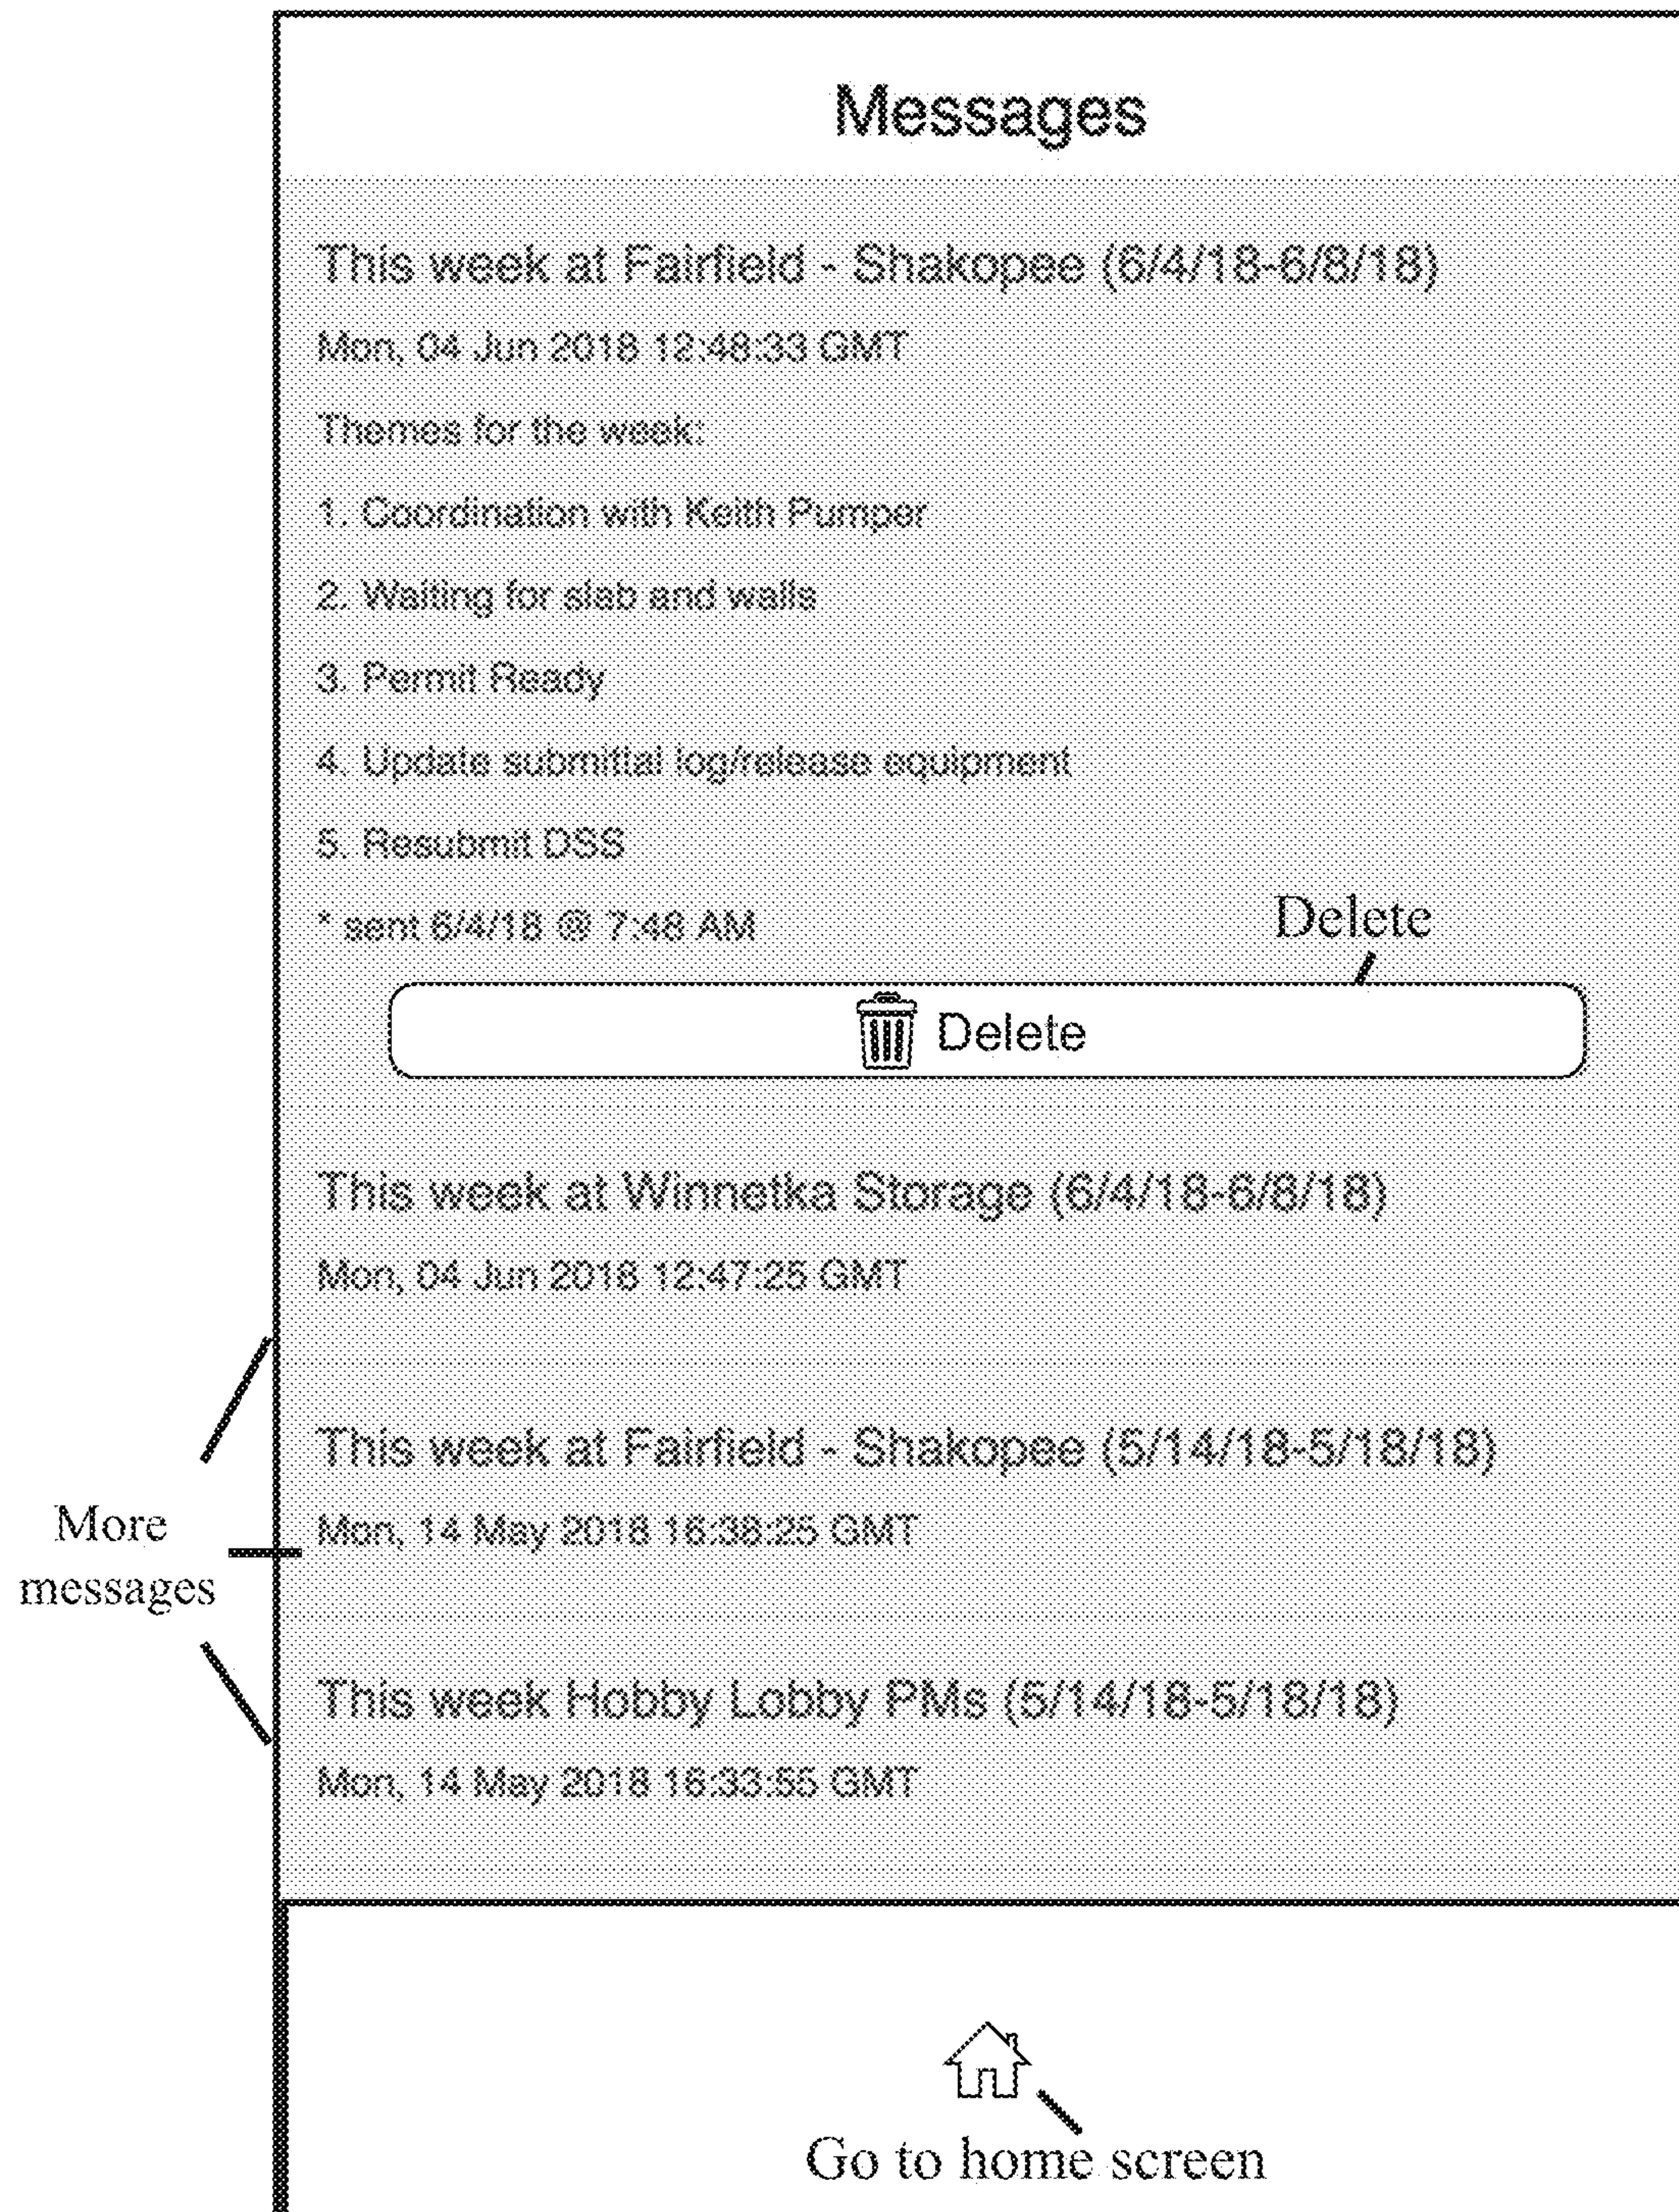 Messages
This week at Fairfield - Shakopee (6/4/18-6/8/18)
Mon, 04 Jun 2018 12:48:33 GMT
Themes for the week:
1. Coordination with Keith Pumper
2. Waiting for slab and walls
3. Permit Ready
4. Update submittal log/release equipment
5. Resubmit DSS
* sent 6/4/18 @ 7:48 AM
Delete
Delete
This week at Winnetka Storage (6/4/18-6/8/18)
Mon, 04 Jun 2018 12:47:25 GMT
This week at Fairfield - Shakopee (5/14/18-5/18/18)
Mon, 14 May 2018 16:38:25 GMT
More
messages
This week Hobby Lobby PMs (5/14/18-5/18/18)
Mon, 14 May 2018 16:33:55 GMT
Go to home screen